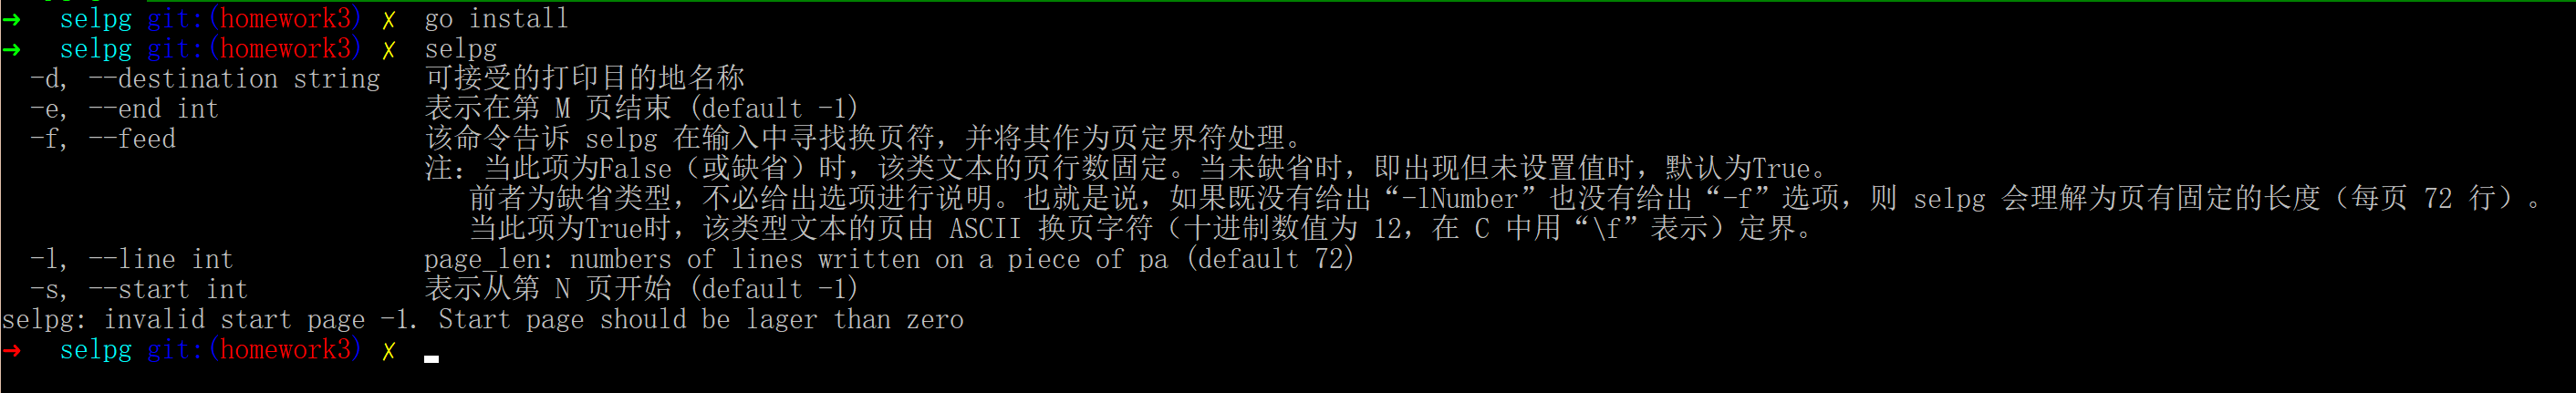 ➜  selpg git:(homework3) ✗ go install
➜  selpg git:(homework3) ✗ selpg
  -d, --destination string   可接受的打印目的地名称
  -e, --end int              表示在第 M 页结束 (default -1)
  -f, --feed                 该命令告诉 selpg 在输入中寻找换页符，并将其作为页定界符处理。
                             注：当此项为False（或缺省）时，该类文本的页行数固定。当未缺省时，即出现但未设置值时，默认为True。
                                前者为缺省类型，不必给出选项进行说明。也就是说，如果既没有给出“-lNumber”也没有给出“-f”选项，则 selpg 会理解为页有固定的长度（每页 72 行）。
                                当此项为True时，该类型文本的页由 ASCII 换页字符（十进制数值为 12，在 C 中用“\f”表示）定界。
  -l, --line int             page_len: numbers of lines written on a piece of pa (default 72)
  -s, --start int            表示从第 N 页开始 (default -1)
selpg: invalid start page -1. Start page should be lager than zero
➜  selpg git:(homework3) ✗